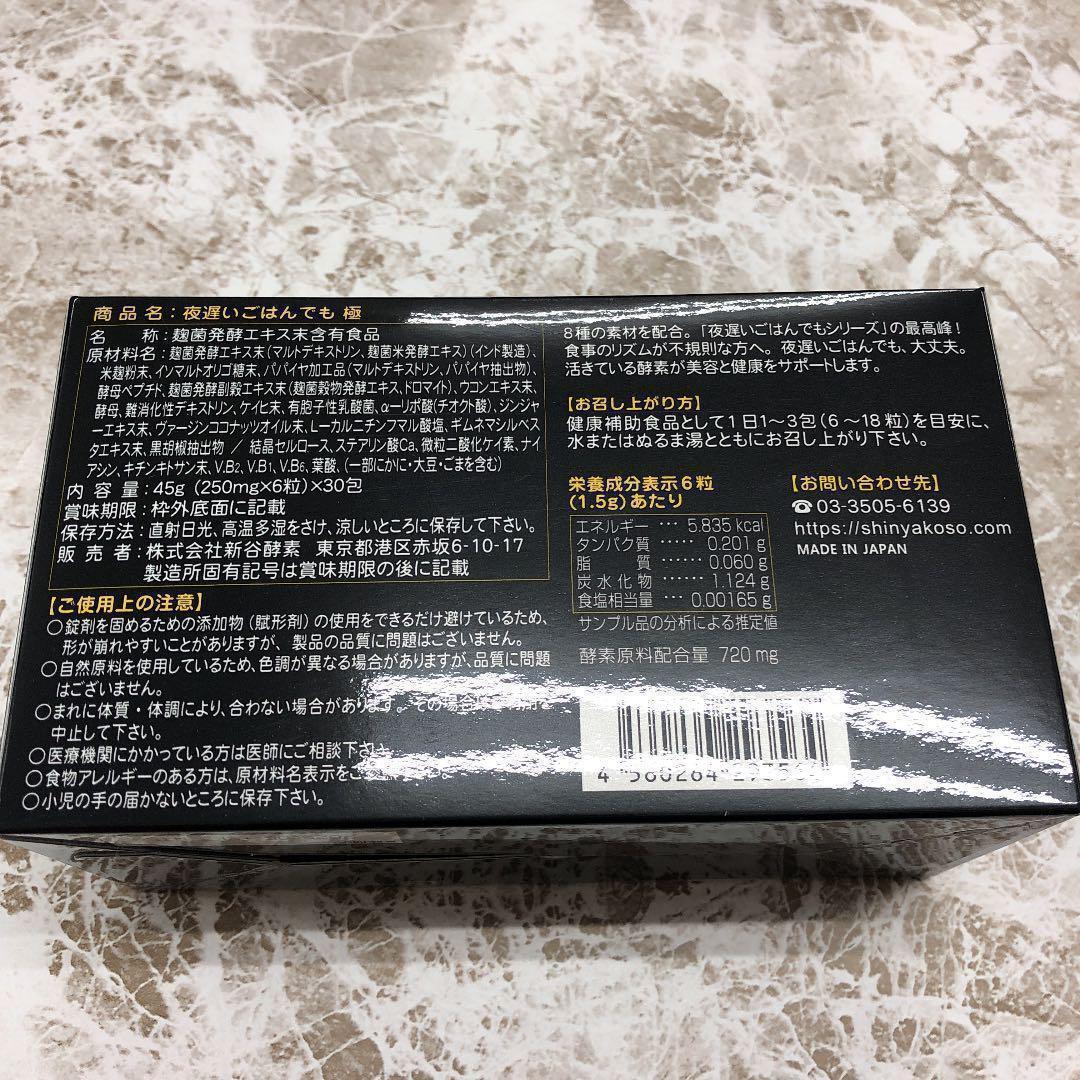 商品名：夜遅いごはんでも 極
名称：麹菌発酵エキス末含有食品
原材料名：麹菌発酵エキス末（マルトデキストリン、麹菌米発酵エキス）（インド製造）、
米麹粉末、インマルトオリゴ糖末、パパイヤ加工品（マルトデキストリン、パパイヤ抽出物）、
酵母ペプチド、麹菌発酵副穀エキス末（麹菌穀物発酵エキス、ドロマイト）、ウコンエキス末、
酵母、難消化性デキストリン、ケイヒ末、有胞子性乳酸菌、α-リポ酸（チオクト酸）、ジンジャ
ーエキス末、ヴァージンココナッツオイル末、L-カルニチンフマル酸塩、ギムネマシルベス
タエキス末、黒胡椒抽出物 ／ 結晶セルロース、ステアリン酸Ca、微粒二酸化ケイ素、ナイ
アシン、キチンキトサン末、V.B2、V.B1、V.B6、葉酸、（一部にかに・大豆・ごまを含む）
内容量：45g（250mg×6粒）×30包
賞味期限：枠外底面に記載
保存方法：直射日光、高温多湿をさけ、涼しいところに保存して下さい。
販売者：株式会社新谷酵素 東京都港区赤坂6-10-17
製造所固有記号は賞味期限の後に記載
【ご使用上の注意】
○錠剤を固めるための添加物（賦形剤）の使用をできるだけ避けているため、
形が崩れやすいことがありますが、製品の品質に問題はございません。
○自然原料を使用しているため、色調が異なる場合がありますが、品質に問題
はございません。
○まれに体質・体調により、合わない場合があります。その場合は
中止して下さい。
○医療機関にかかっている方は医師にご相談下さい。
○食物アレルギーのある方は、原材料名表示をご
○小児の手の届かないところに保存下さい。
8種の素材を配合。「夜遅いごはんでもシリーズ」の最高峰！
食事のリズムが不規則な方へ。夜遅いごはんでも、大丈夫。
活きている酵素が美容と健康をサポートします。
【お召し上がり方】
健康補助食品として1日1～3包（6～18粒）を目安に、
水またはぬるま湯とともにお召し上がり下さい。
栄養成分表示6粒
（1.5g）あたり
エネルギー … 5.835 kcal
タンパク質 …… 0.201 g
脂質 …… 0.060 g
炭水化物 …… 1.124 g
食塩相当量 … 0.00165 g
サンプル品の分析による推定値
酵素原料配合量 720 mg
【お問い合わせ先】
☎03-3505-6139
https://shinyakoso.com
MADE IN JAPAN
4 580284